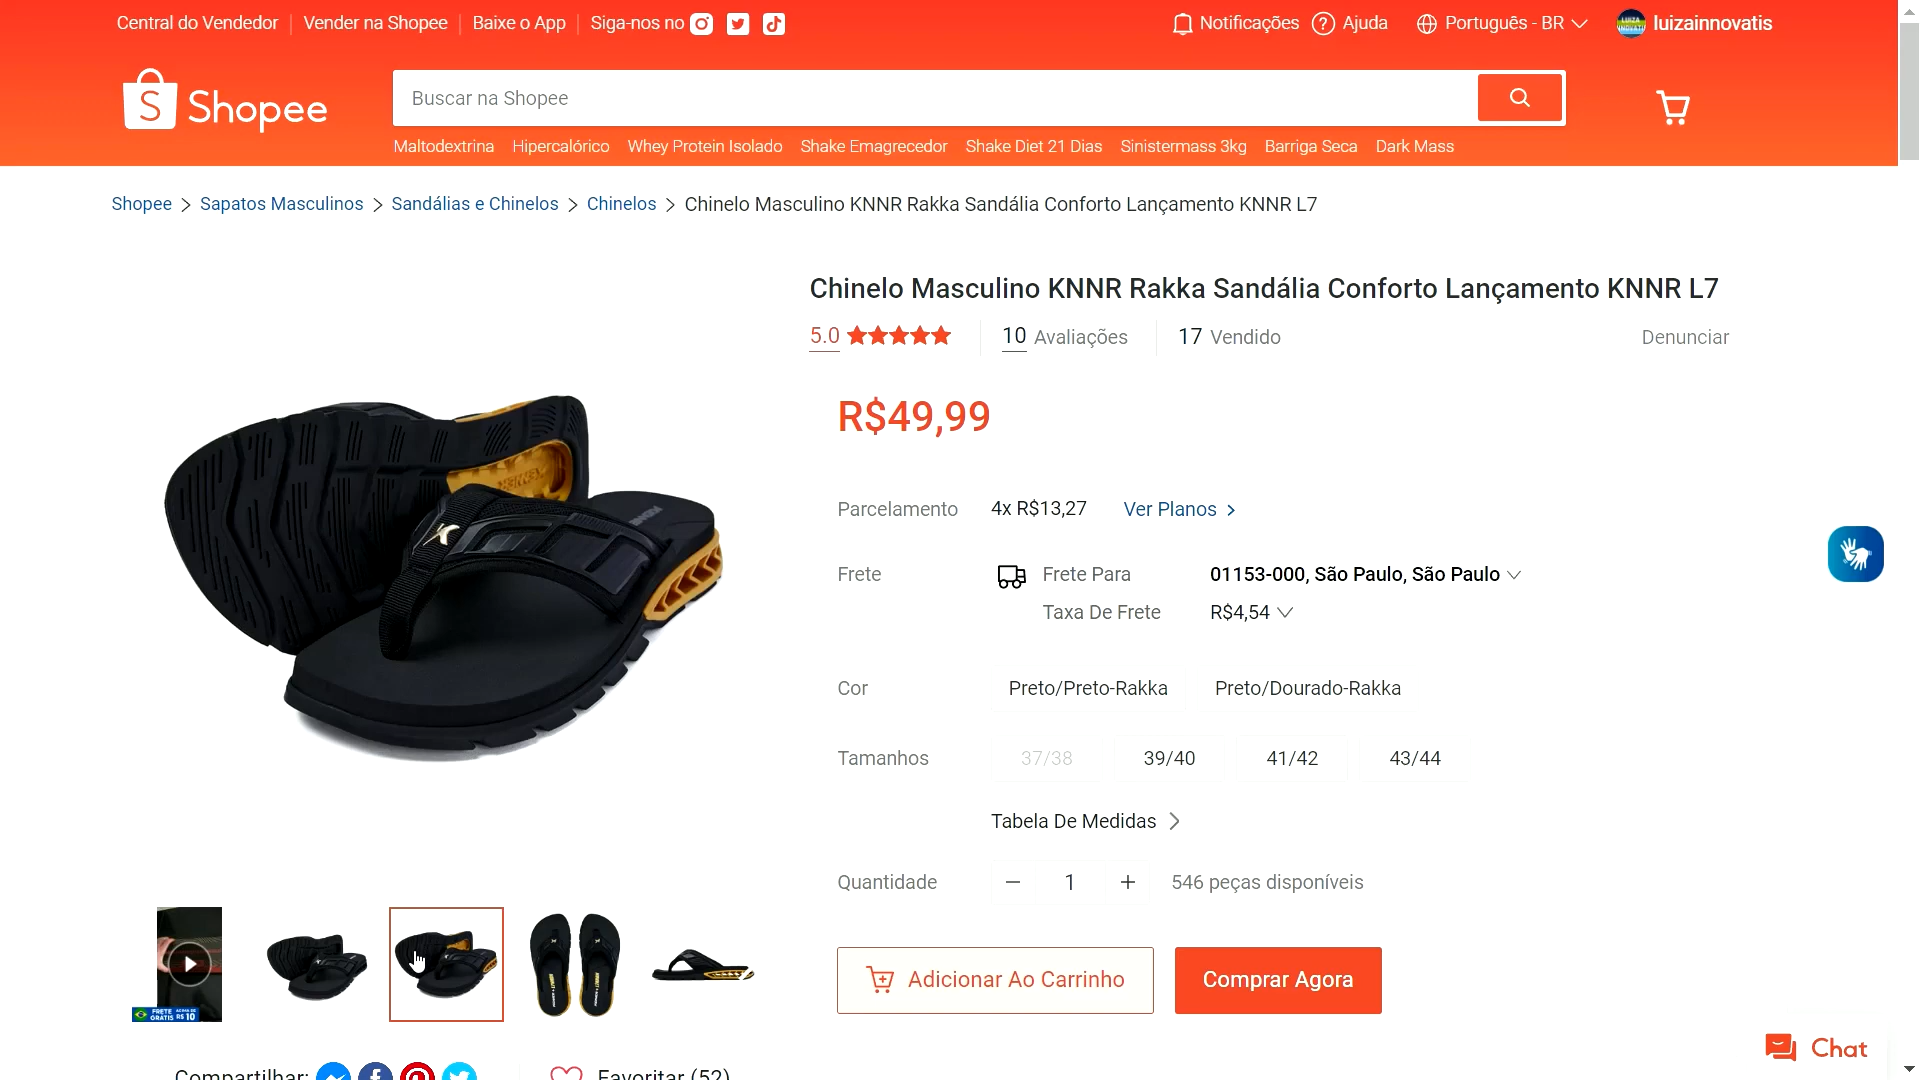 Central do Vendedor
Vender na Shopee
Baixe o App
Siga-nos no
Notificações
Ajuda
Português - BR
luizainnovatis
Shopee
Buscar na Shopee
Maltodextrina Hipercalórico Whey Protein Isolado Shake Emagrecedor Shake Diet 21 Dias Sinistermass 3kg Barriga Seca Dark Mass
Shopee > Sapatos Masculinos > Sandálias e Chinelos > Chinelos > Chinelo Masculino KNNR Rakka Sandália Conforto Lançamento KNNR L7
Chinelo Masculino KNNR Rakka Sandália Conforto Lançamento KNNR L7
5.0
10 Avaliações
17 Vendido
Denunciar
R$49,99
Parcelamento 4x R$13,27 Ver Planos >
Frete Frete Para 01153-000, São Paulo, São Paulo
Taxa De Frete R$4,54
Cor Preto/Preto-Rakka Preto/Dourado-Rakka
Tamanhos 37/38 39/40 41/42 43/44
Tabela De Medidas >
Quantidade − 1 + 546 peças disponíveis
FRETE GRÁTIS R$ 10
Adicionar Ao Carrinho
Comprar Agora
Chat
Compartilhar:
Favoritar (52)